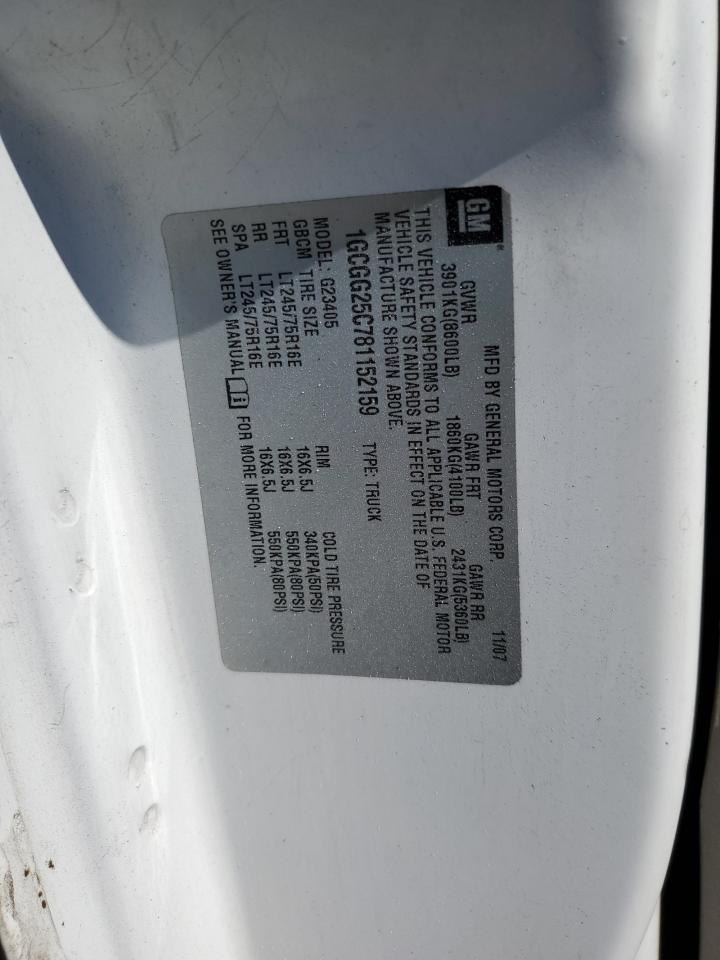 GM
MFD BY GENERAL MOTORS CORP 11/07
GVWR GAWR FRT GAWR RR
3901KG(8600LB) 1860KG(4100LB) 2431KG(5360LB)
THIS VEHICLE CONFORMS TO ALL APPLICABLE U.S. FEDERAL MOTOR
VEHICLE SAFETY STANDARDS IN EFFECT ON THE DATE OF
MANUFACTURE SHOWN ABOVE.
1GCGG25C781152159 TYPE: TRUCK
MODEL: G23405
GBCM TIRE SIZE RIM COLD TIRE PRESSURE
FRT LT245/75R16E 16X6.5J 340KPA(50PSI)
RR LT245/75R16E 16X6.5J 550KPA(80PSI)
SPA LT245/75R16E 16X6.5J 550KPA(80PSI)
SEE OWNER'S MANUAL i FOR MORE INFORMATION.